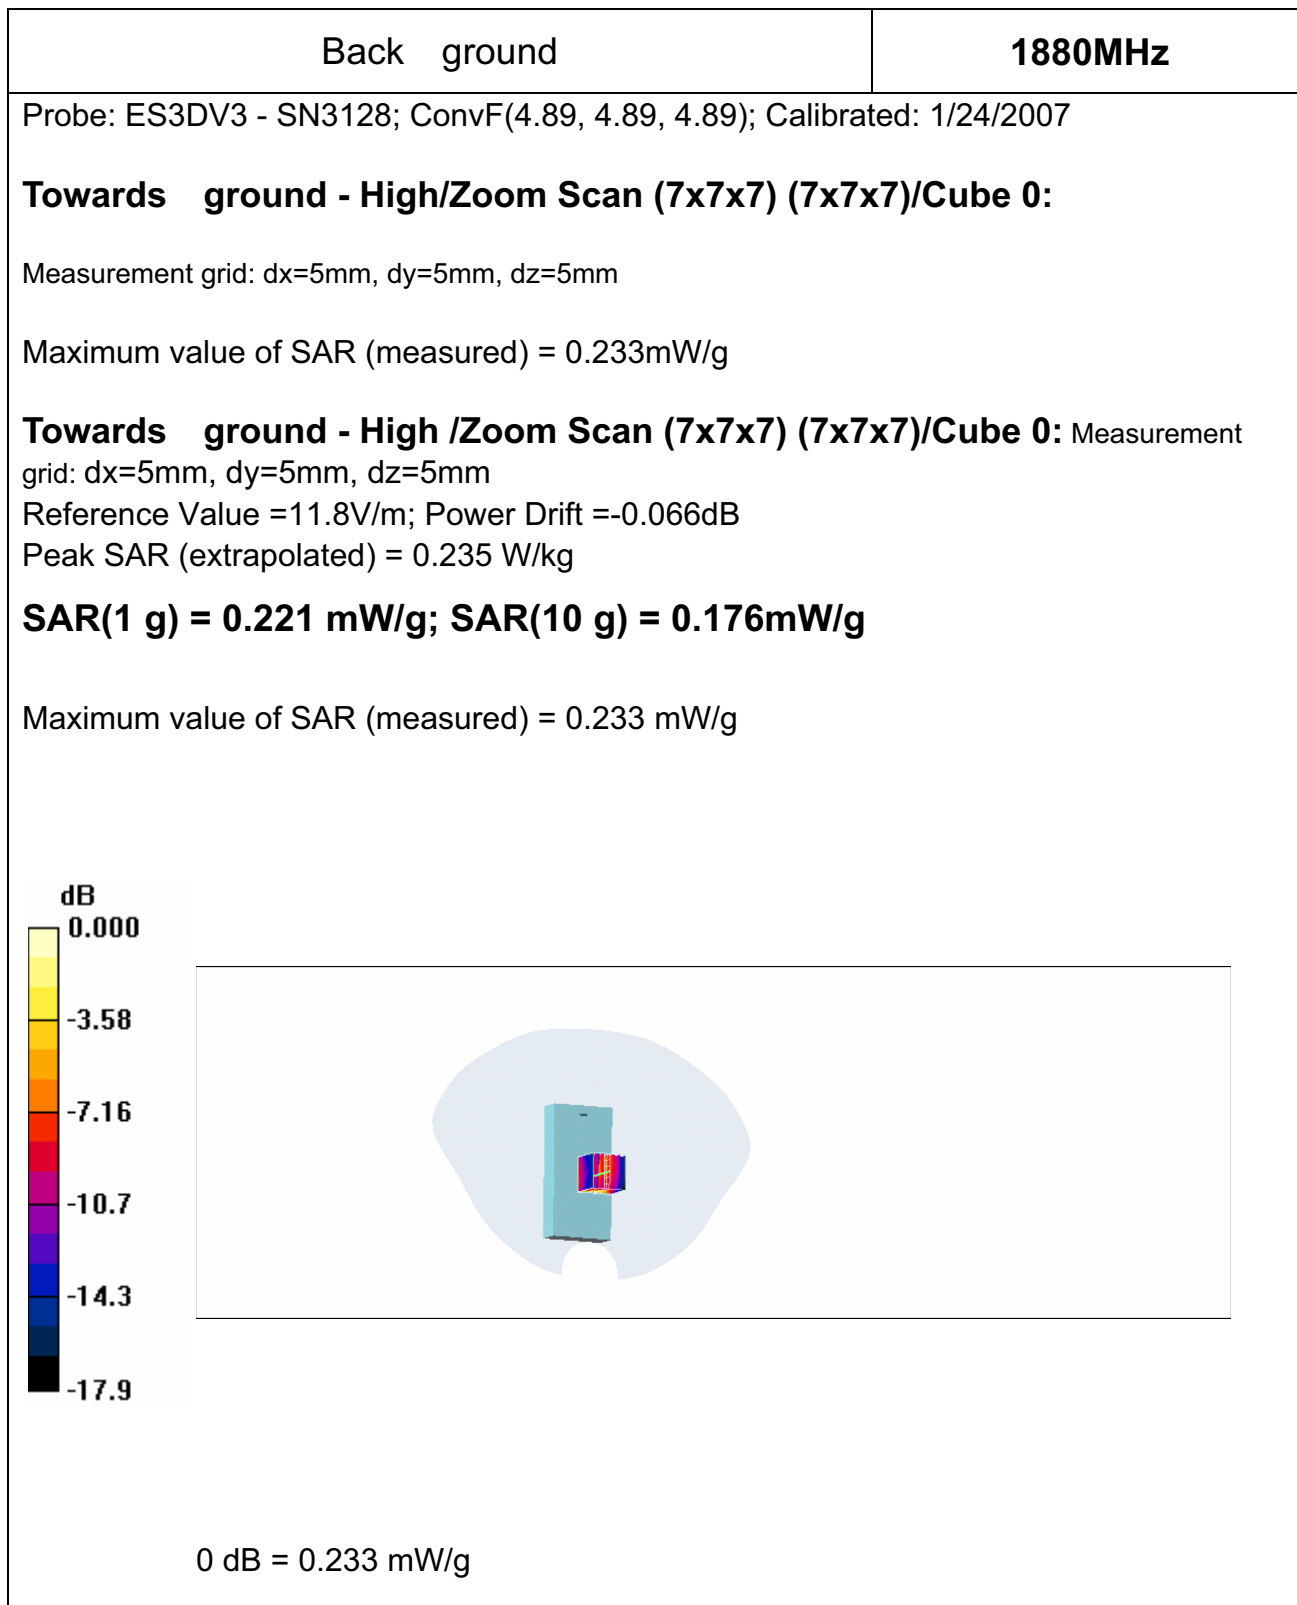 Back ground 1880MHz
Probe: ES3DV3 - SN3128; ConvF(4.89, 4.89, 4.89); Calibrated: 1/24/2007
Towards ground - High/Zoom Scan (7x7x7) (7x7x7)/Cube 0:
Measurement grid: dx=5mm, dy=5mm, dz=5mm
Maximum value of SAR (measured) = 0.233mW/g
Towards ground - High /Zoom Scan (7x7x7) (7x7x7)/Cube 0: Measurement
grid: dx=5mm, dy=5mm, dz=5mm
Reference Value =11.8V/m; Power Drift =-0.066dB
Peak SAR (extrapolated) = 0.235 W/kg
SAR(1 g) = 0.221 mW/g; SAR(10 g) = 0.176mW/g
Maximum value of SAR (measured) = 0.233 mW/g
dB
0.000
-3.58
-7.16
-10.7
-14.3
-17.9
0 dB = 0.233 mW/g